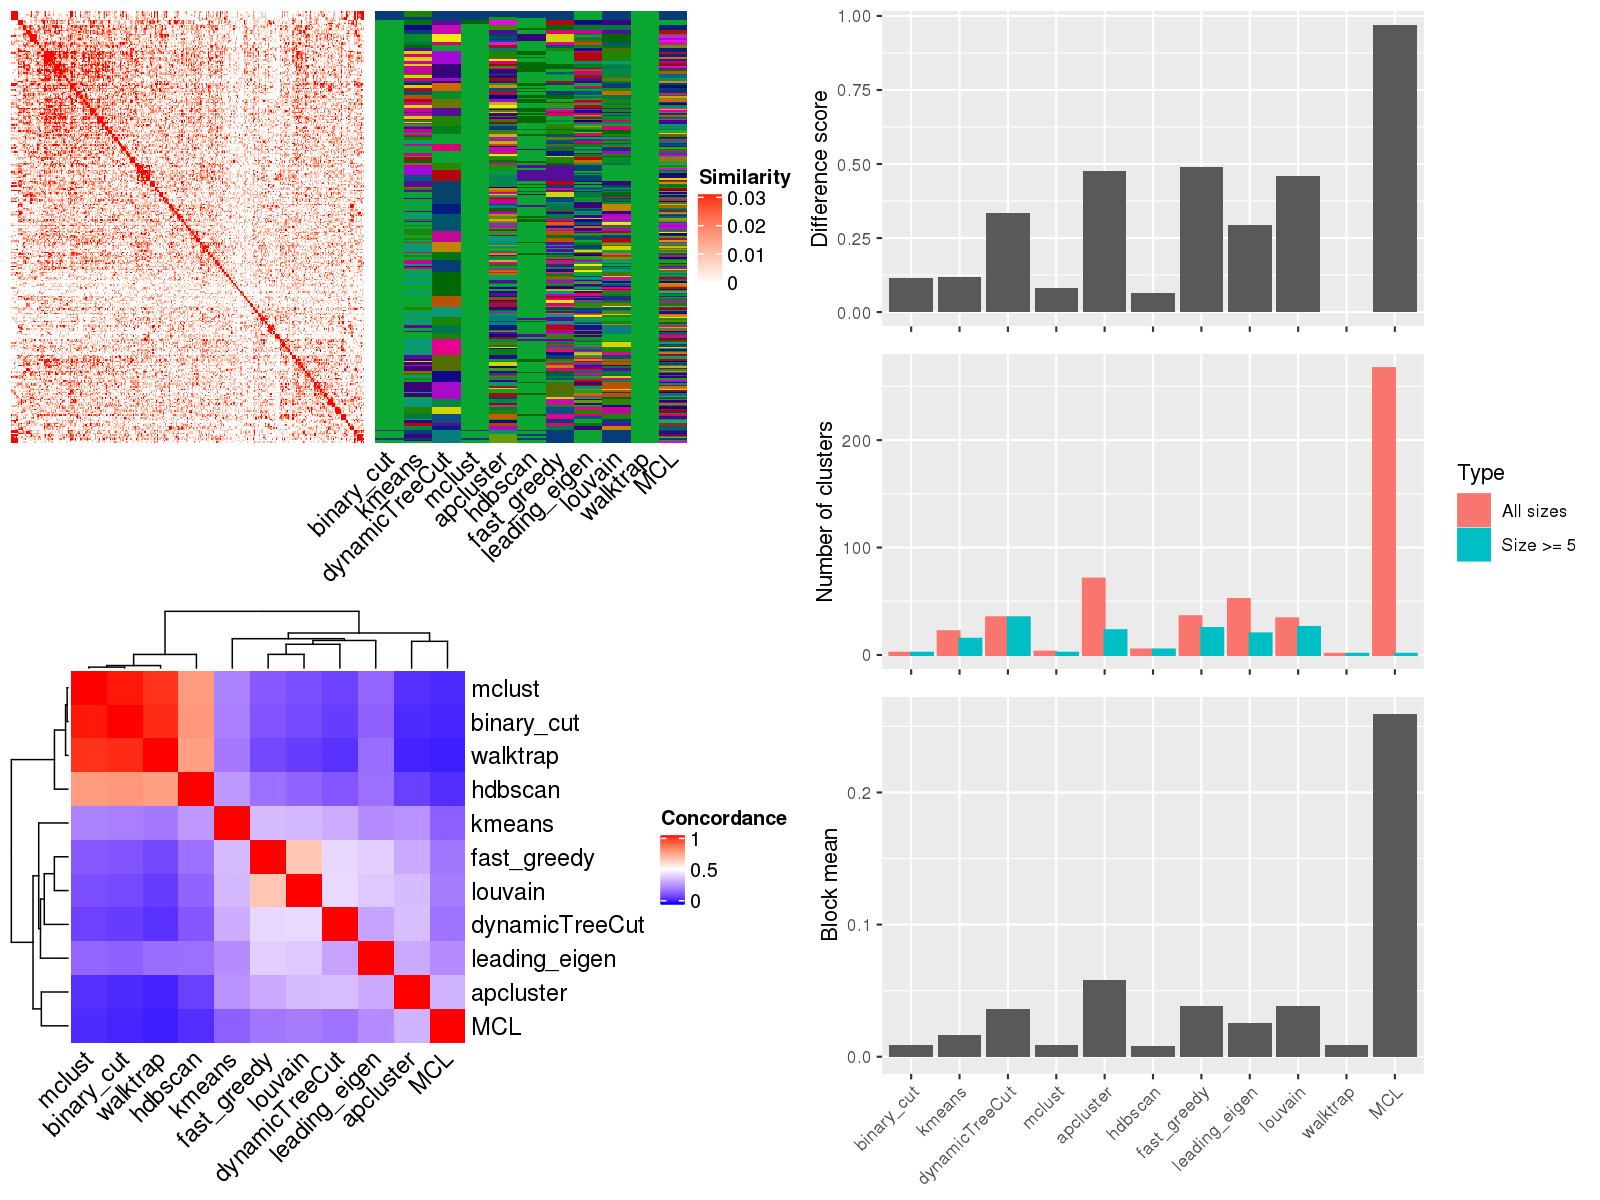 Similarity
0.03
0.02
0.01
0
binary_cut
kmeans
dynamicTreeCut
mclust
apcluster
hdbscan
fast_greedy
leading_eigen
louvain
walktrap
MCL
mclust
binary_cut
walktrap
hdbscan
kmeans
fast_greedy
louvain
dynamicTreeCut
leading_eigen
apcluster
MCL
Concordance
1
0.5
0
mclust
binary_cut
walktrap
hdbscan
kmeans
fast_greedy
louvain
dynamicTreeCut
leading_eigen
apcluster
MCL
Difference score
1.00
0.75
0.50
0.25
0.00
Number of clusters
200
100
0
Type
All sizes
Size >= 5
Block mean
0.2
0.1
0.0
binary_cut
kmeans
dynamicTreeCut
mclust
apcluster
hdbscan
fast_greedy
leading_eigen
louvain
walktrap
MCL